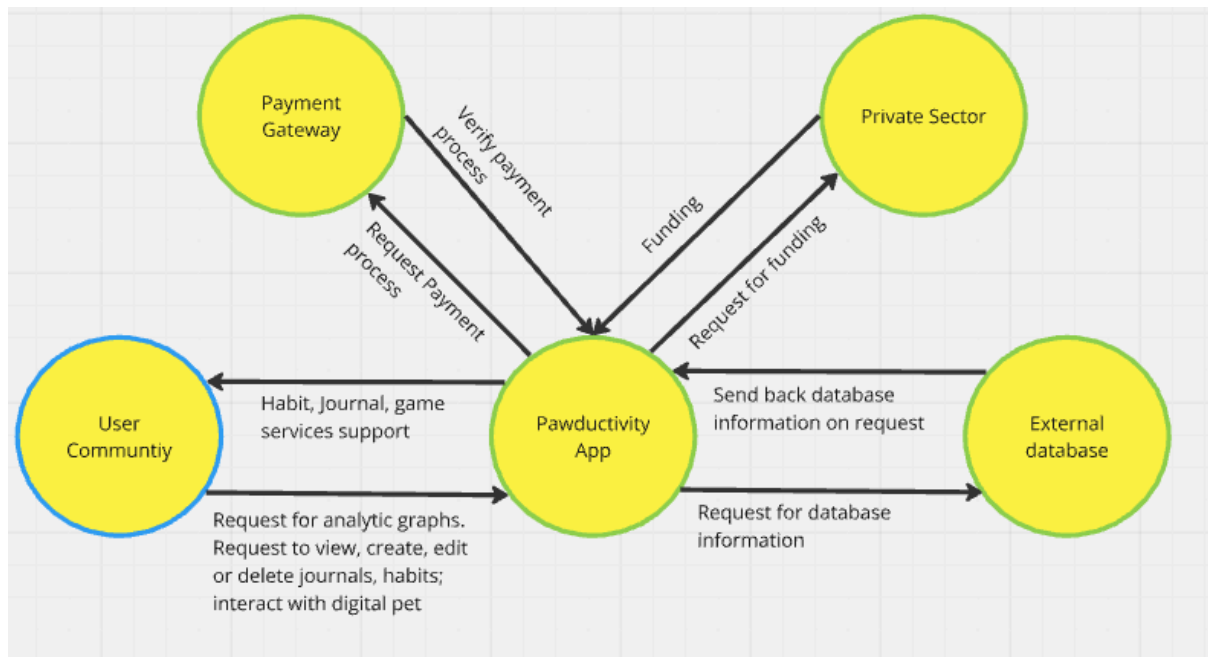 Payment
Gateway
Verify payment
process
Private Sector
Funding
Request for funding
Request Payment
process
User
Communtiy
Habit, Journal, game
services support
Pawductivity
App
Send back database
information on request
External
database
Request for analytic graphs.
Request to view, create, edit
or delete journals, habits;
interact with digital pet
Request for database
information